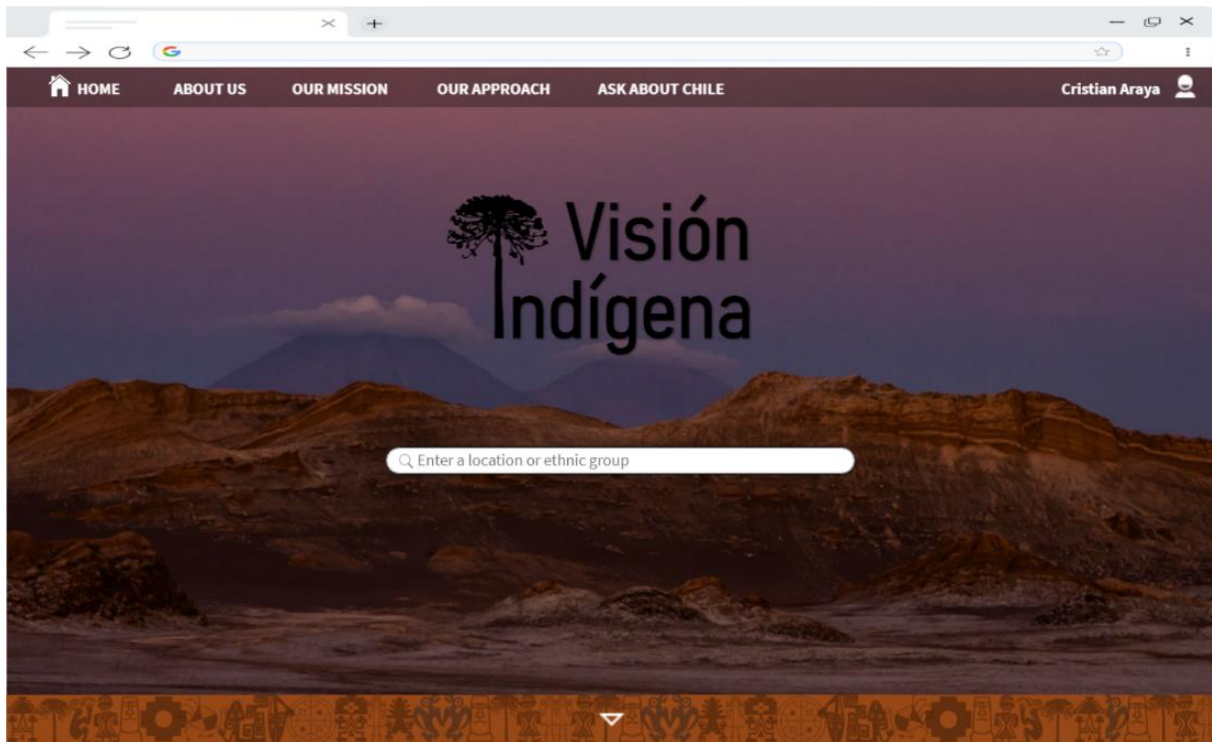 HOME ABOUT US OUR MISSION OUR APPROACH ASK ABOUT CHILE Cristian Araya
Visión
Indígena
Enter a location or ethnic group